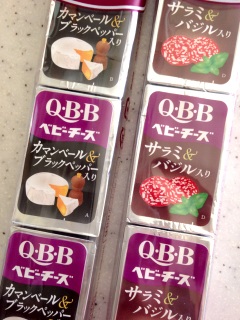 カマンベール&
ブラックペッパー入り
サラミ&
バジル入り
Q・B・B
ベビーチーズ
カマンベール&
ブラックペッパー入り
Q・B・B
ベビーチーズ
サラミ&
バジル入り
Q・B・B
ベビーチーズ
カマンベール&
ブラックペッパー
Q・B・B
ベビーチーズ
サラミ&
バジル入り